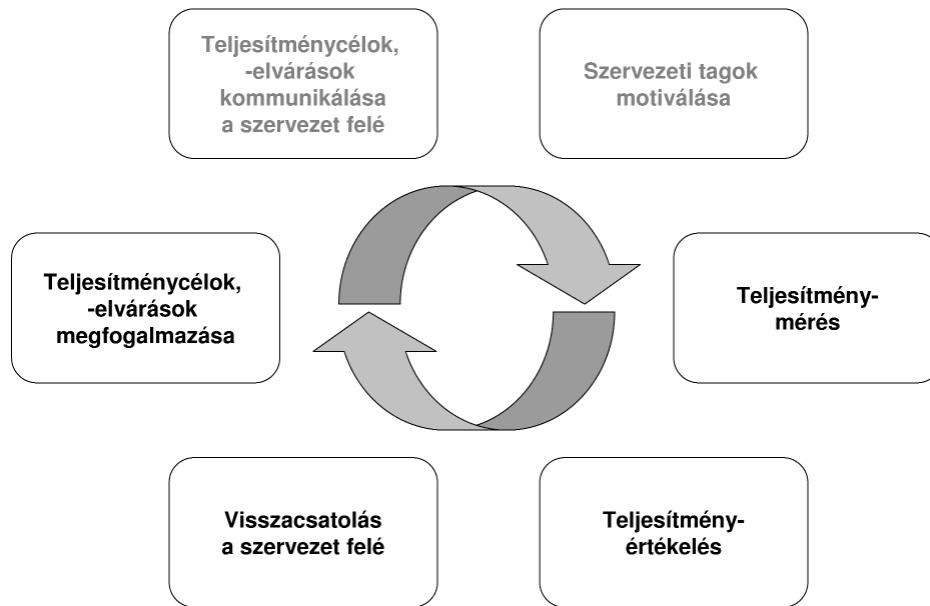 Teljesítménycélok,
-elvárások
kommunikálása
a szervezet felé
Szervezeti tagok
motiválása
Teljesítménycélok,
-elvárások
megfogalmazása
Teljesítmény-
mérés
Visszacsatolás
a szervezet felé
Teljesítmény-
értékelés